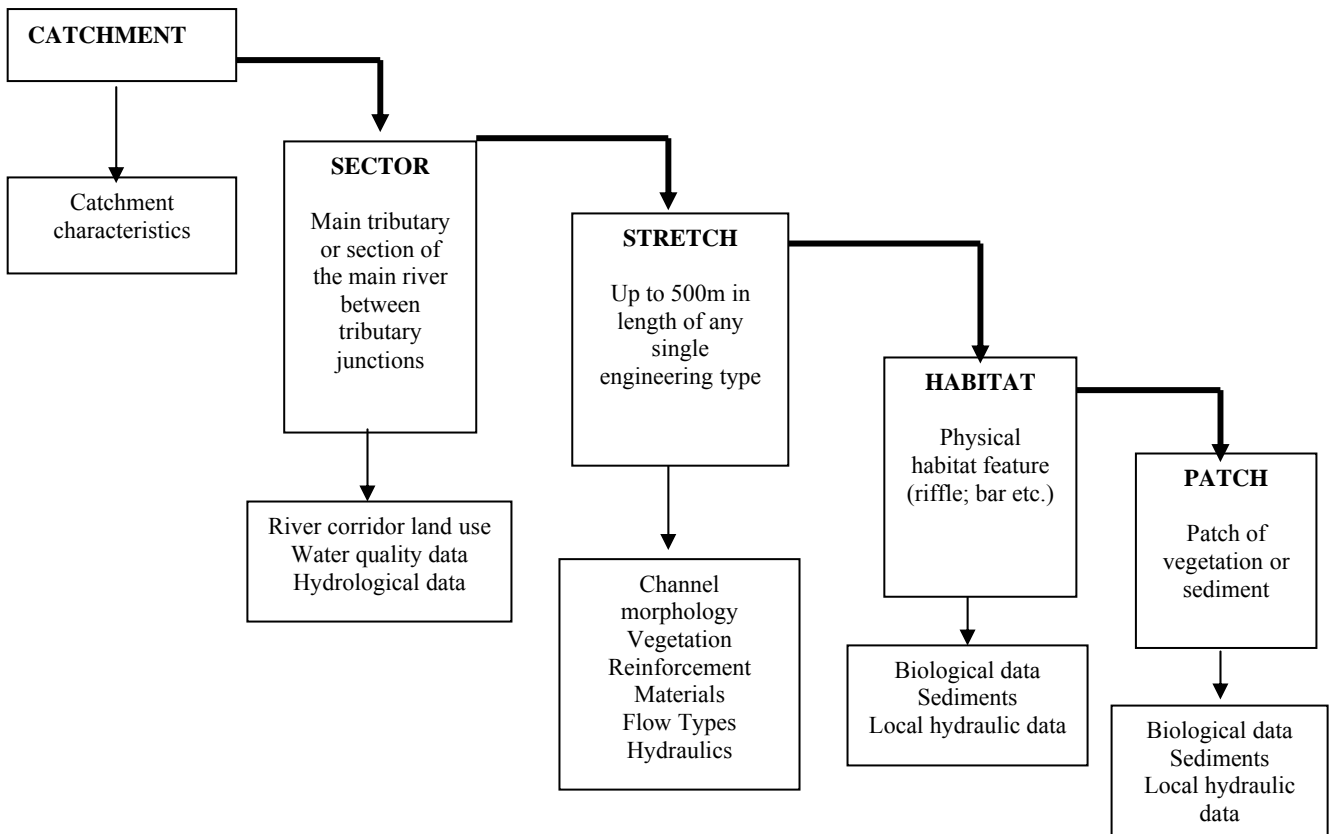 CATCHMENT
Catchment
characteristics
SECTOR
Main tributary
or section of
the main river
between
tributary
junctions
River corridor land use
Water quality data
Hydrological data
STRETCH
Up to 500m in
length of any
single
engineering type
Channel
morphology
Vegetation
Reinforcement
Materials
Flow Types
Hydraulics
HABITAT
Physical
habitat feature
(riffle; bar etc.)
Biological data
Sediments
Local hydraulic data
PATCH
Patch of
vegetation or
sediment
Biological data
Sediments
Local hydraulic
data